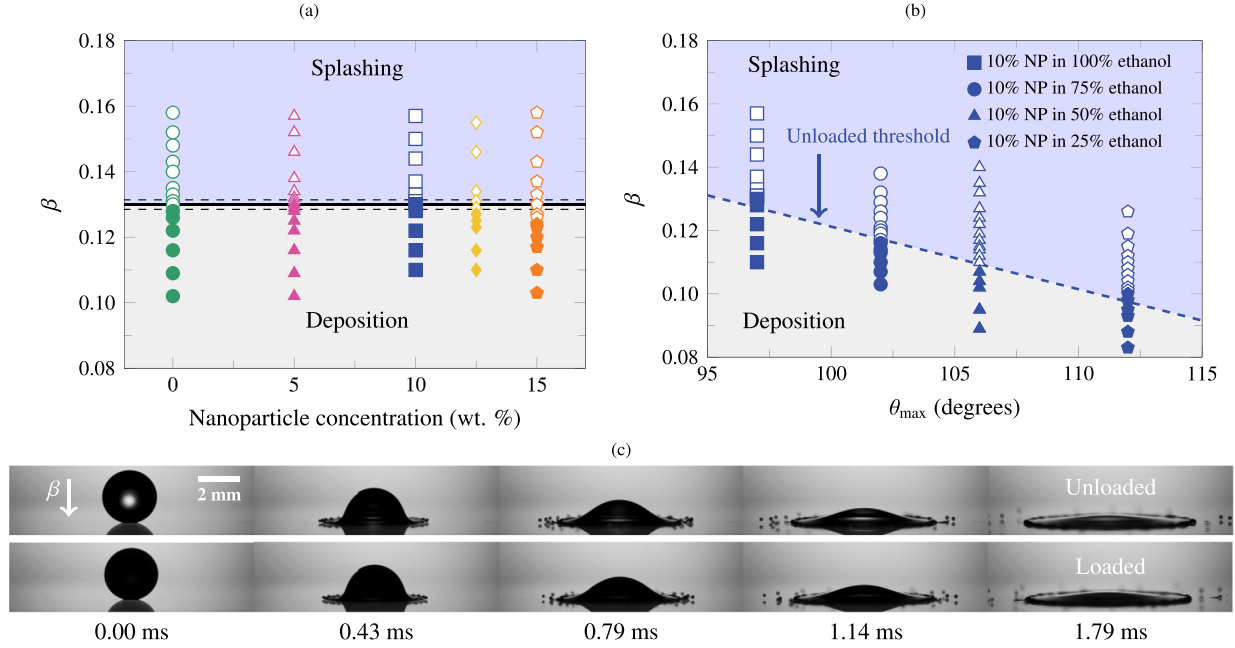 (a)
0.18
0.16
0.14
0.12
0.10
0.08
β
Splashing
Deposition
0
5
10
15
Nanoparticle concentration (wt. %)
(b)
0.18
0.16
0.14
0.12
0.10
0.08
β
Splashing
10% NP in 100% ethanol
10% NP in 75% ethanol
10% NP in 50% ethanol
10% NP in 25% ethanol
Unloaded threshold
Deposition
95
100
105
110
115
θmax (degrees)
(c)
β
2 mm
Unloaded
Loaded
0.00 ms
0.43 ms
0.79 ms
1.14 ms
1.79 ms